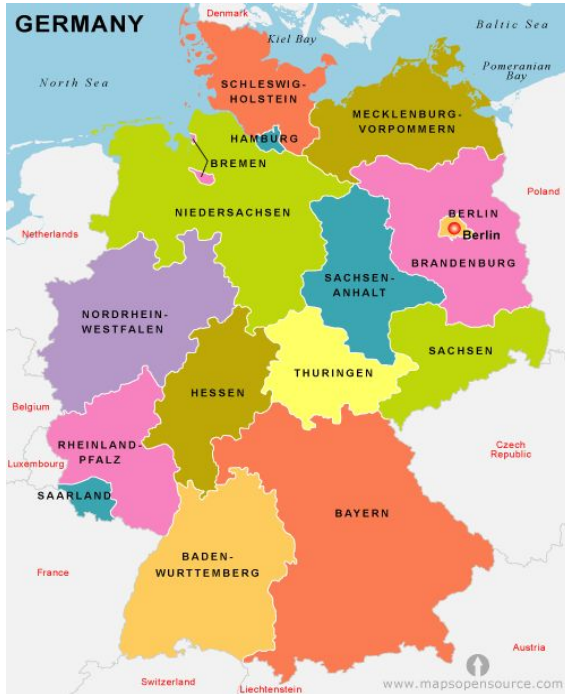 GERMANY
Denmark
Kiel Bay
Baltic Sea
Pomeranian
Bay
North Sea
SCHLESWIG-
HOLSTEIN
MECKLENBURG-
VORPOMMERN
HAMBURG
BREMEN
NIEDERSACHSEN
Poland
BERLIN
Berlin
BRANDENBURG
Netherlands
SACHSEN-
ANHALT
NORDRHEIN-
WESTFALEN
SACHSEN
THURINGEN
HESSEN
Belgium
RHEINLAND-
PFALZ
Czech
Republic
Luxembourg
SAARLAND
BAYERN
BADEN-
WURTTEMBERG
France
Austria
Switzerland
Liechtenstein
www.mapsopensource.com